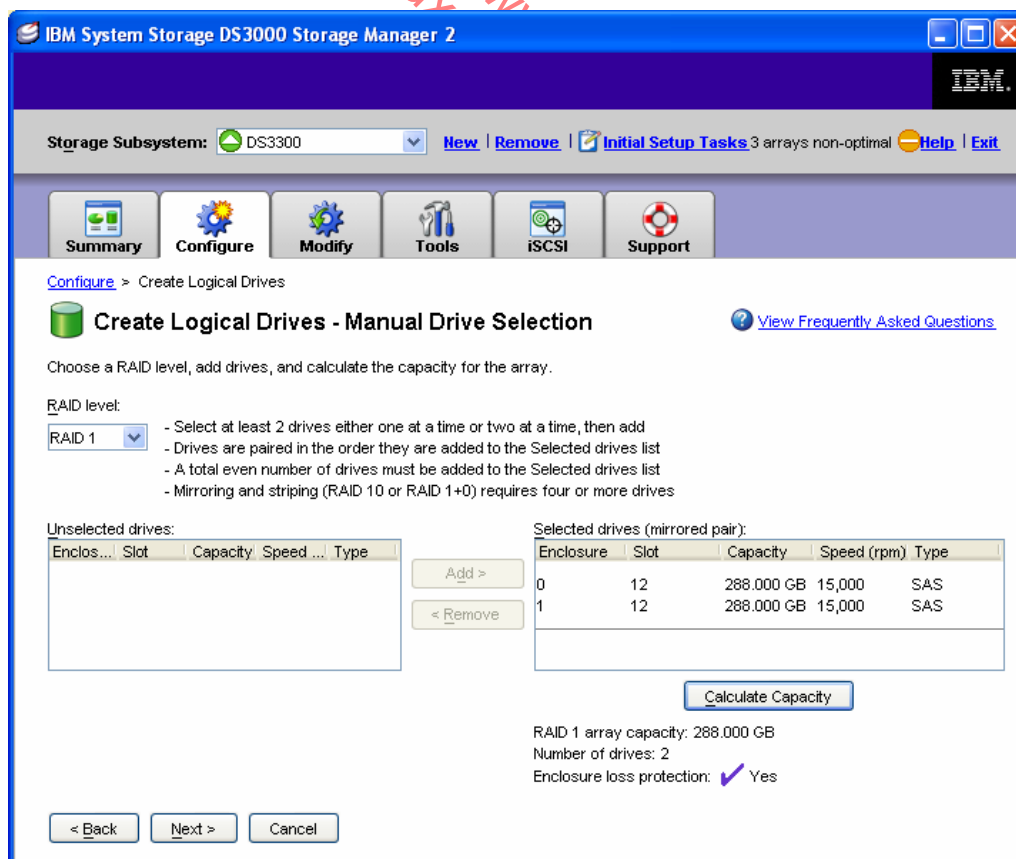 IBM System Storage DS3000 Storage Manager 2
IBM.
Storage Subsystem: DS3300 New | Remove | Initial Setup Tasks 3 arrays non-optimal Help | Exit
Summary Configure Modify Tools iSCSI Support
Configure > Create Logical Drives
Create Logical Drives - Manual Drive Selection View Frequently Asked Questions
Choose a RAID level, add drives, and calculate the capacity for the array.
RAID level:
RAID 1
- Select at least 2 drives either one at a time or two at a time, then add
- Drives are paired in the order they are added to the Selected drives list
- A total even number of drives must be added to the Selected drives list
- Mirroring and striping (RAID 10 or RAID 1+0) requires four or more drives
Unselected drives:
Enclos... Slot Capacity Speed ... Type
Add >
< Remove
Selected drives (mirrored pair):
Enclosure Slot Capacity Speed (rpm) Type
0 12 288.000 GB 15,000 SAS
1 12 288.000 GB 15,000 SAS
Calculate Capacity
RAID 1 array capacity: 288.000 GB
Number of drives: 2
Enclosure loss protection: Yes
< Back Next > Cancel